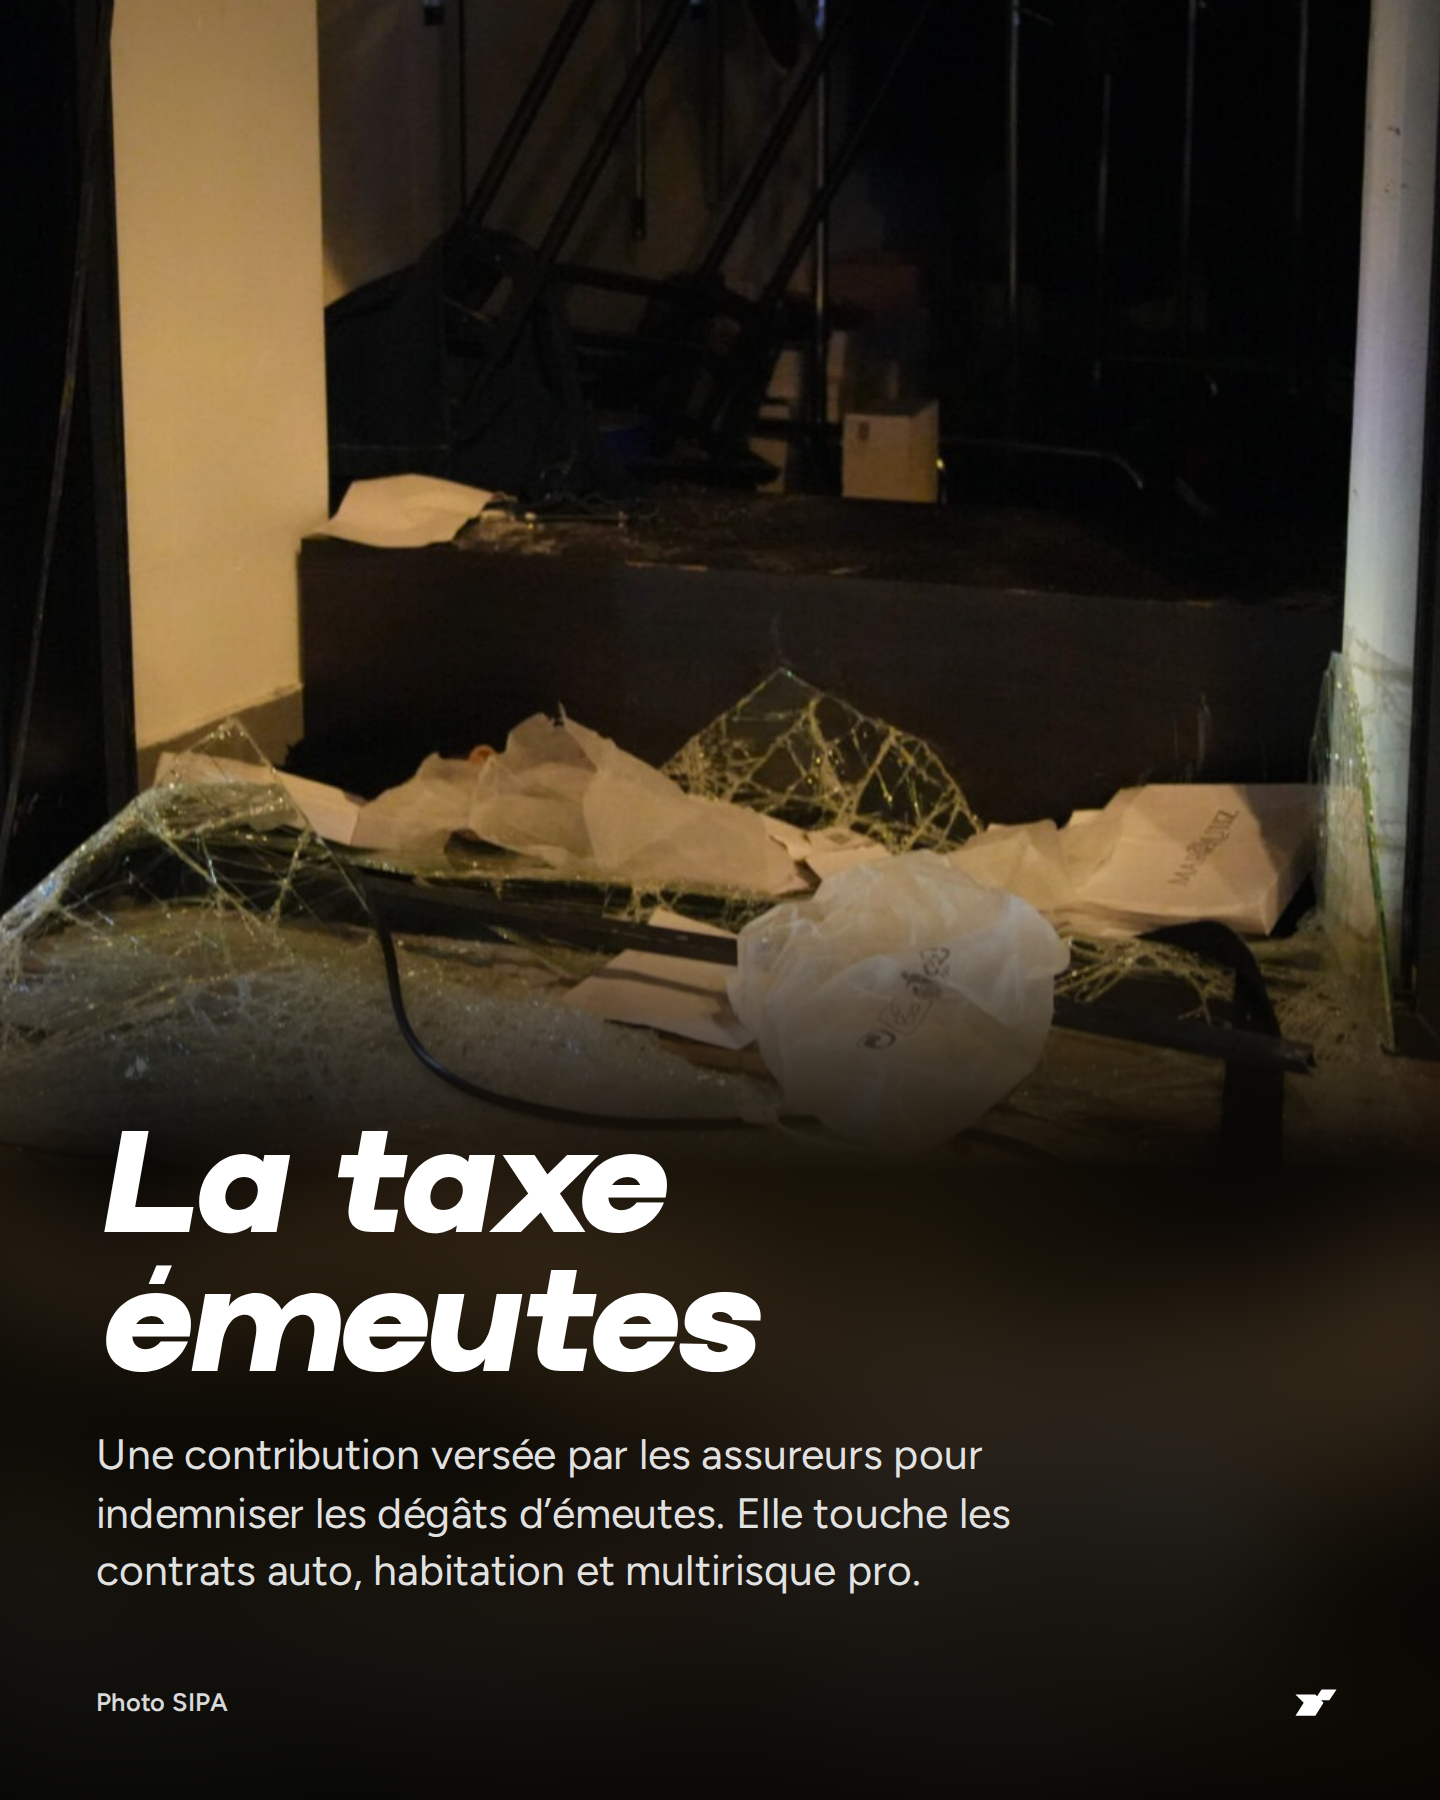 La taxe
émeutes
Une contribution versée par les assureurs pour
indemniser les dégâts d’émeutes. Elle touche les
contrats auto, habitation et multirisque pro.
Photo SIPA